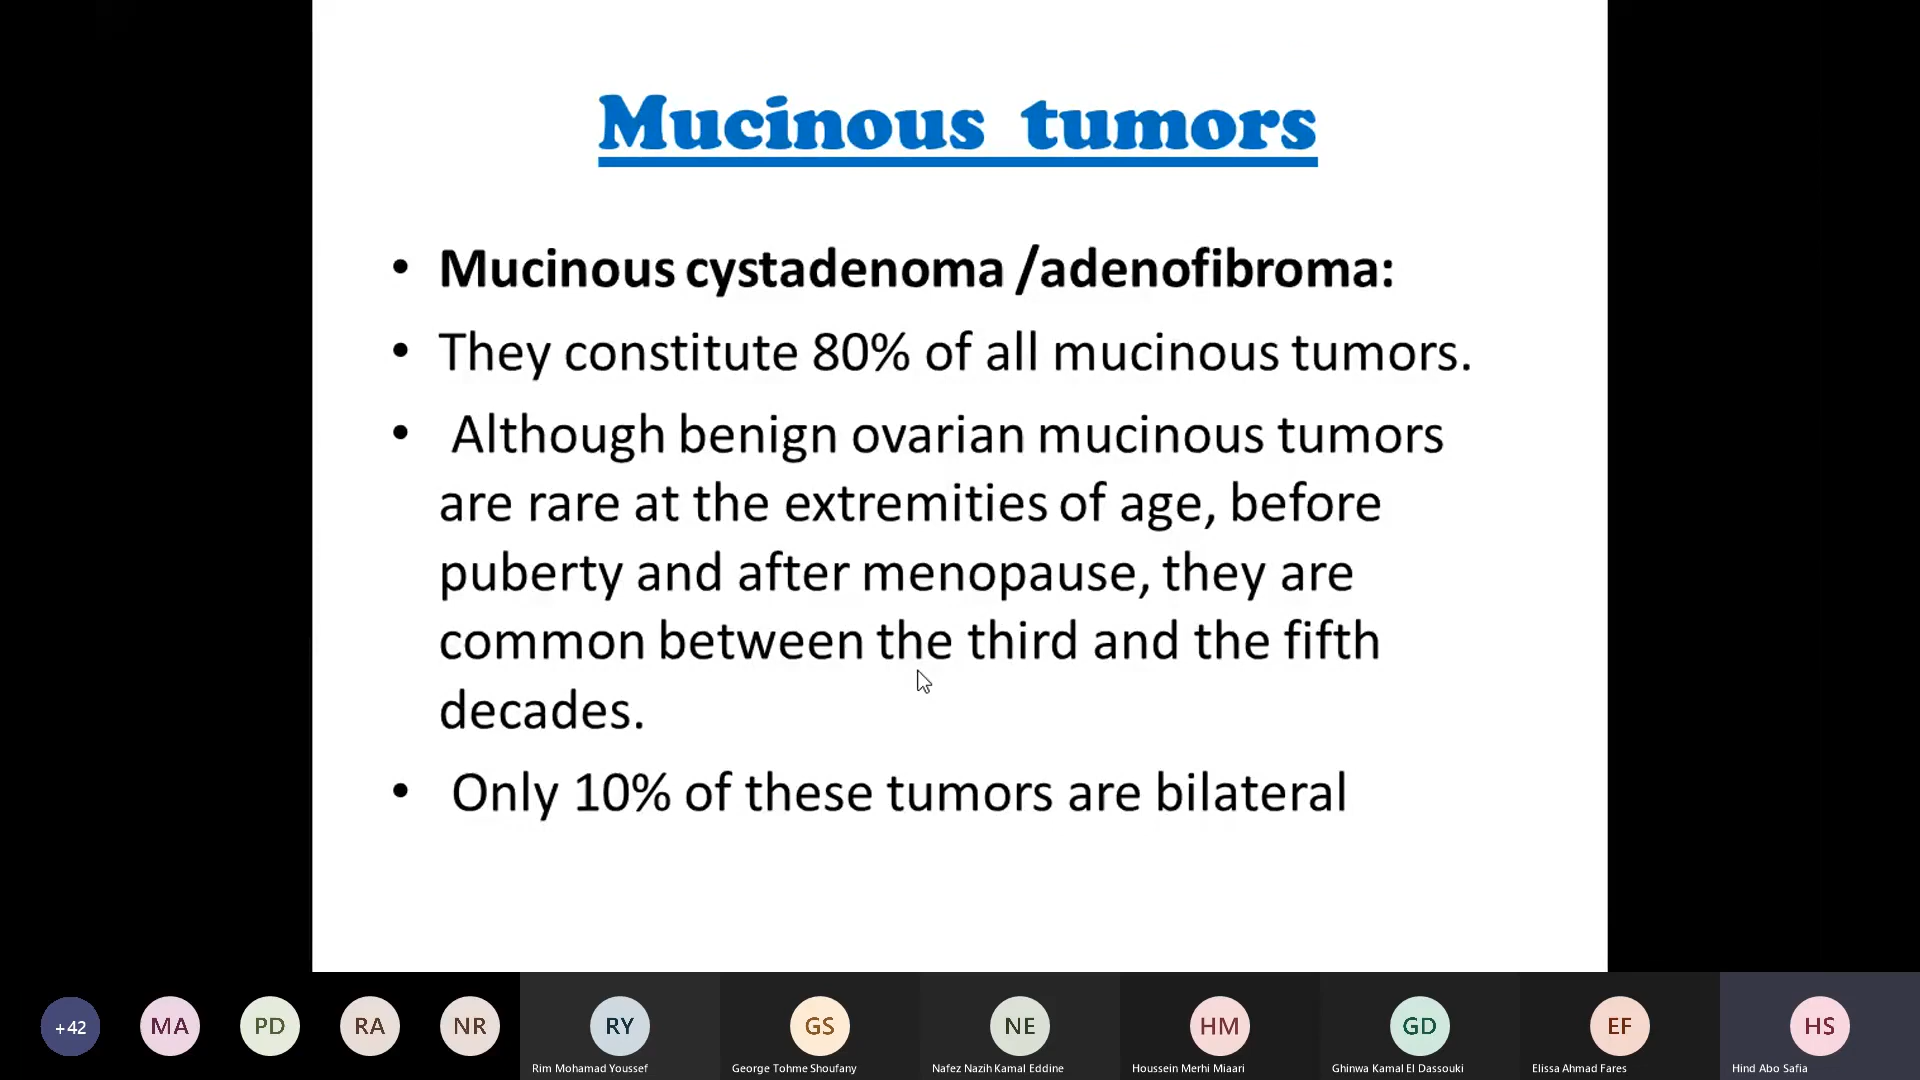 Mucinous tumors
• Mucinous cystadenoma /adenofibroma:
• They constitute 80% of all mucinous tumors.
• Although benign ovarian mucinous tumors
are rare at the extremities of age, before
puberty and after menopause, they are
common between the third and the fifth
decades.
• Only 10% of these tumors are bilateral
+42 MA PD RA NR RY GS NE HM GD EF HS
Rim Mohamad Youssef George Tohme Shoufany Nafez Nazih Kamal Eddine Houssein Merhi Miaari Ghinwa Kamal El Dassouki Elissa Ahmad Fares Hind Abo Safia